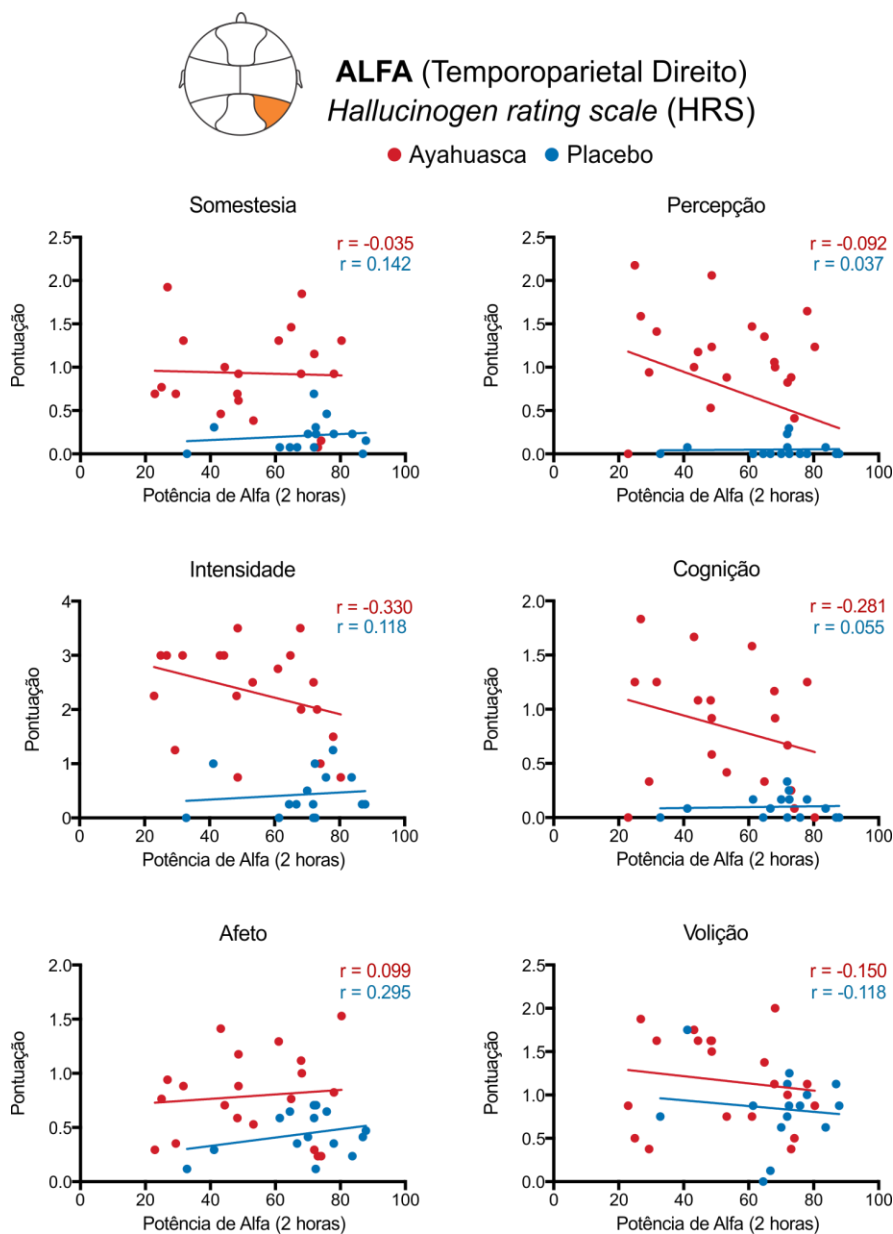 ALFA (Temporoparietal Direito)
Hallucinogen rating scale (HRS)
Ayahuasca Placebo
Somestesia
r = -0.035
r = 0.142
Pontuação
2.5
2.0
1.5
1.0
0.5
0.0
0 20 40 60 80 100
Potência de Alfa (2 horas)
Percepção
r = -0.092
r = 0.037
Pontuação
2.5
2.0
1.5
1.0
0.5
0.0
0 20 40 60 80 100
Potência de Alfa (2 horas)
Intensidade
r = -0.330
r = 0.118
Pontuação
4
3
2
1
0
0 20 40 60 80 100
Potência de Alfa (2 horas)
Cognição
r = -0.281
r = 0.055
Pontuação
2.0
1.5
1.0
0.5
0.0
0 20 40 60 80 100
Potência de Alfa (2 horas)
Afeto
r = 0.099
r = 0.295
Pontuação
2.0
1.5
1.0
0.5
0.0
0 20 40 60 80 100
Potência de Alfa (2 horas)
Volição
r = -0.150
r = -0.118
Pontuação
2.5
2.0
1.5
1.0
0.5
0.0
0 20 40 60 80 100
Potência de Alfa (2 horas)